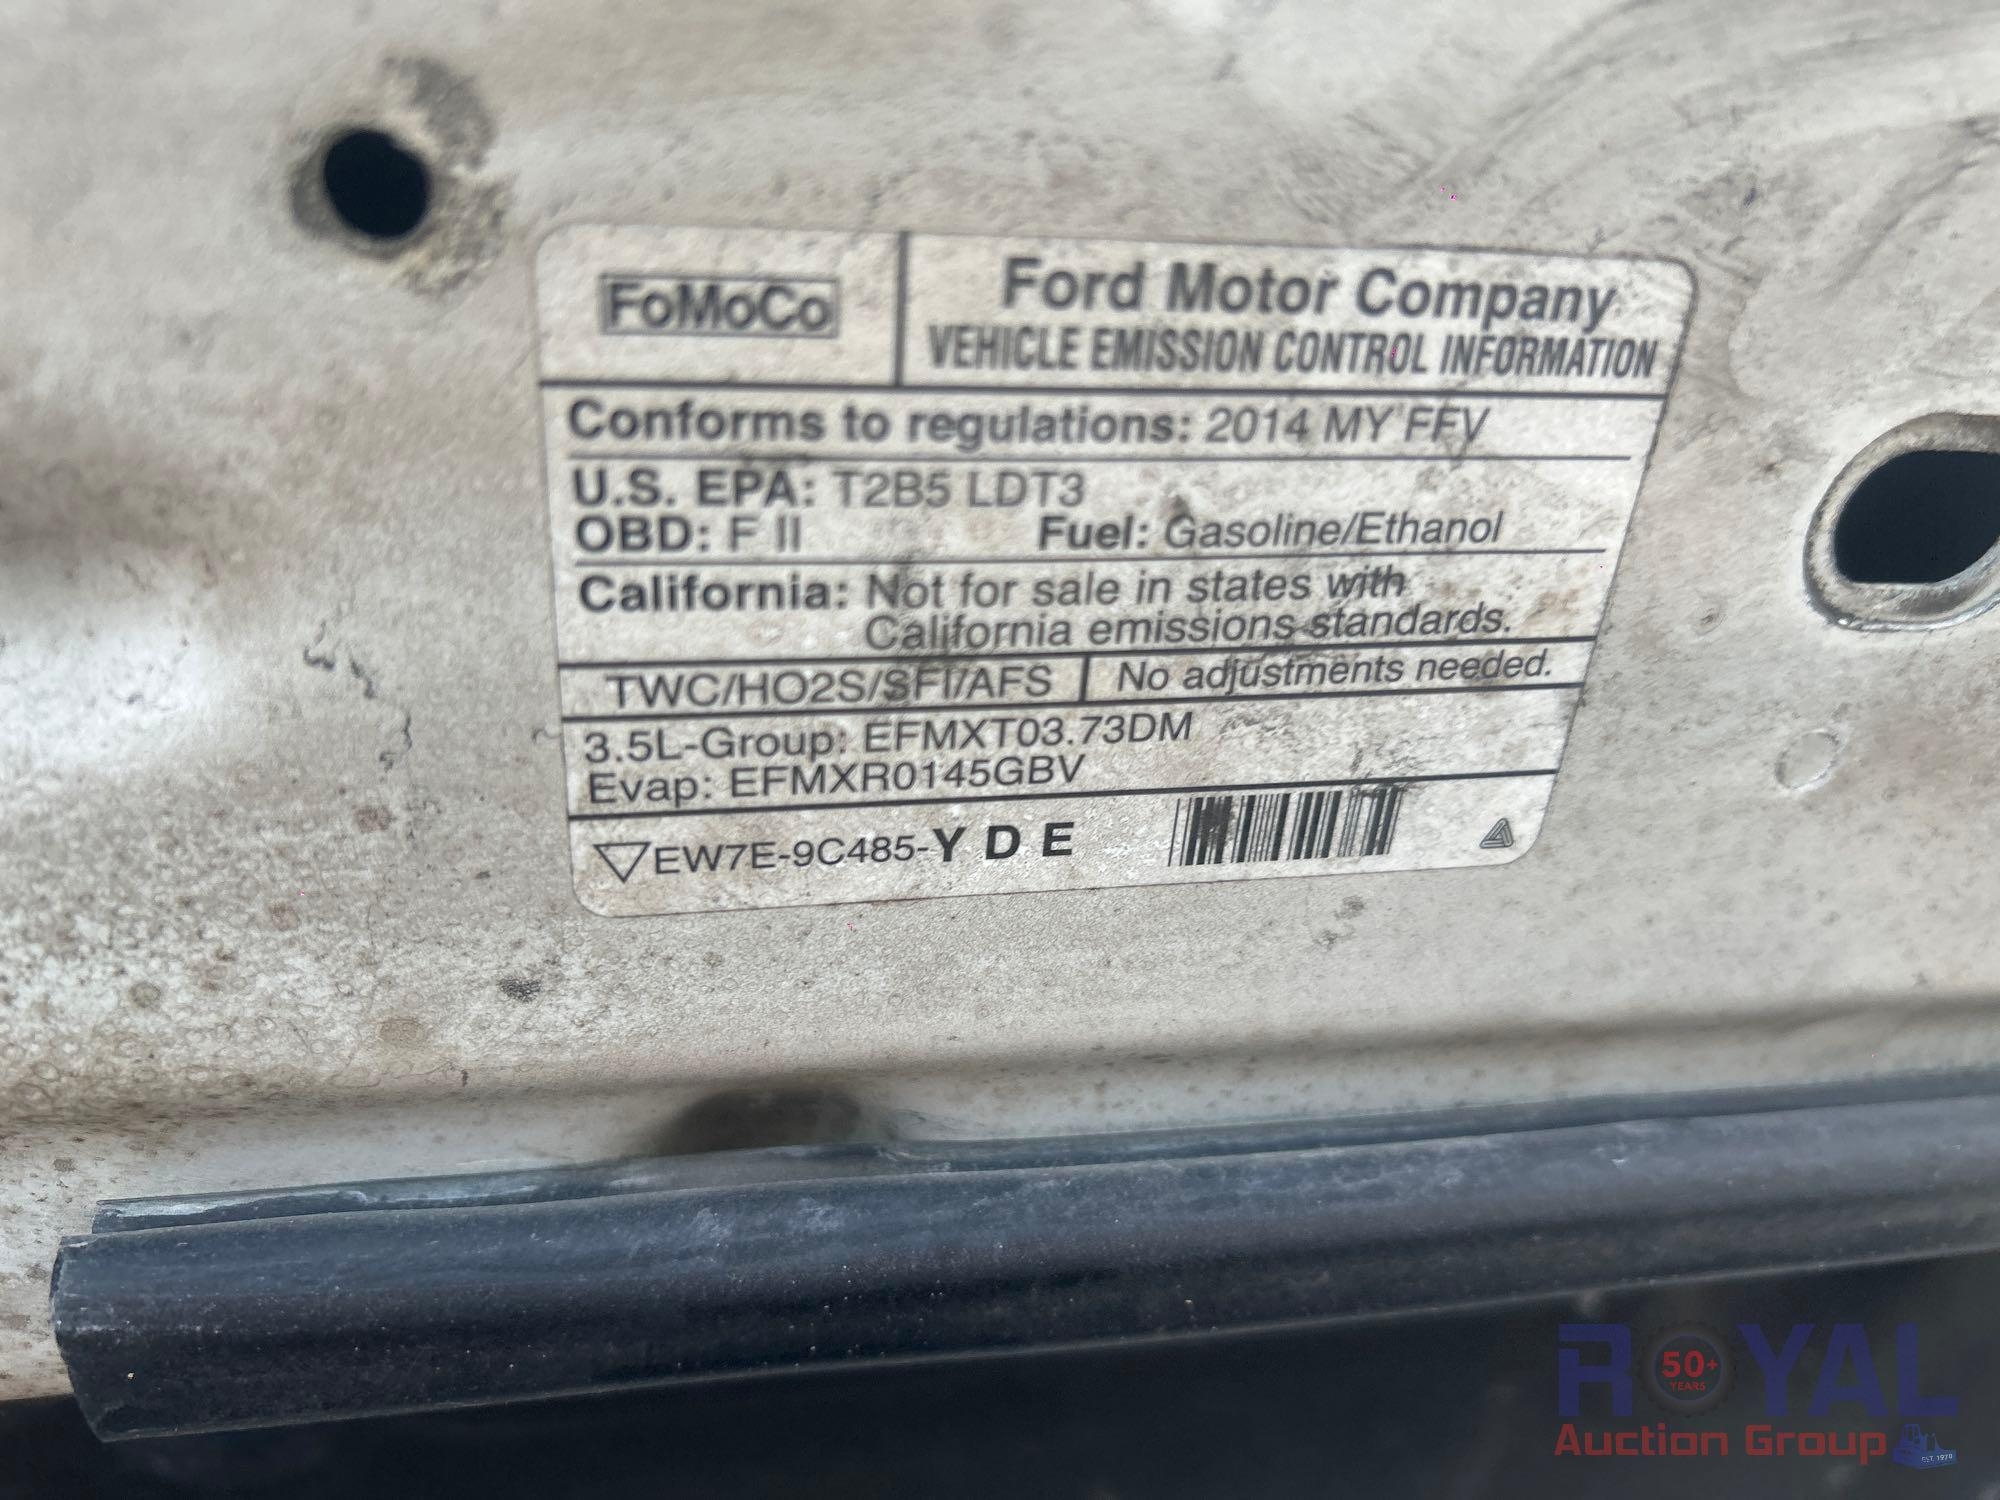 FoMoCo
Ford Motor Company
VEHICLE EMISSION CONTROL INFORMATION
Conforms to regulations: 2014 MY FFV
U.S. EPA: T2B5 LDT3
OBD: F II Fuel: Gasoline/Ethanol
California: Not for sale in states with
California emissions standards.
TWC/HO2S/SFI/AFS No adjustments needed.
3.5L-Group: EFMXT03.73DM
Evap: EFMXR0145GBV
EW7E-9C485-Y D E
ROYAL
50+
YEARS
Auction Group
EST. 1970